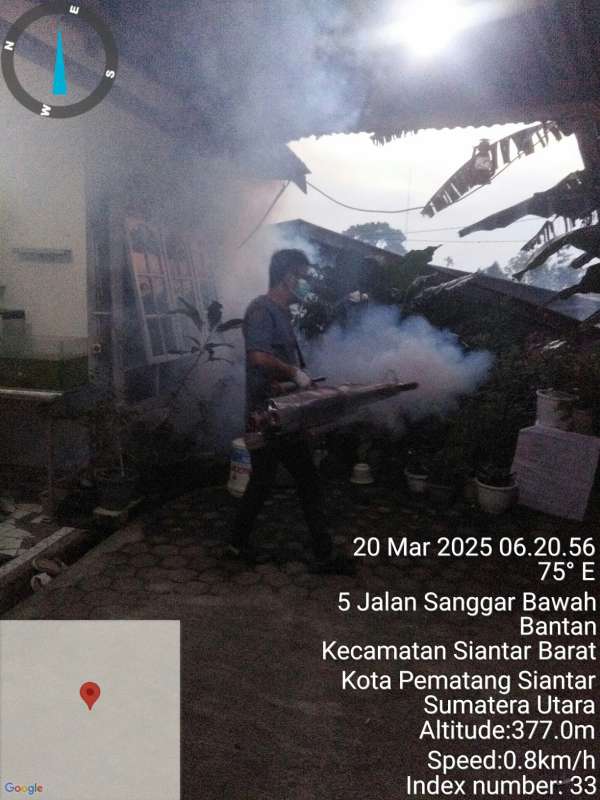 N
E
S
W
20 Mar 2025 06.20.56
75° E
5 Jalan Sanggar Bawah
Bantan
Kecamatan Siantar Barat
Kota Pematang Siantar
Sumatera Utara
Altitude:377.0m
Speed:0.8km/h
Index number: 33
Google